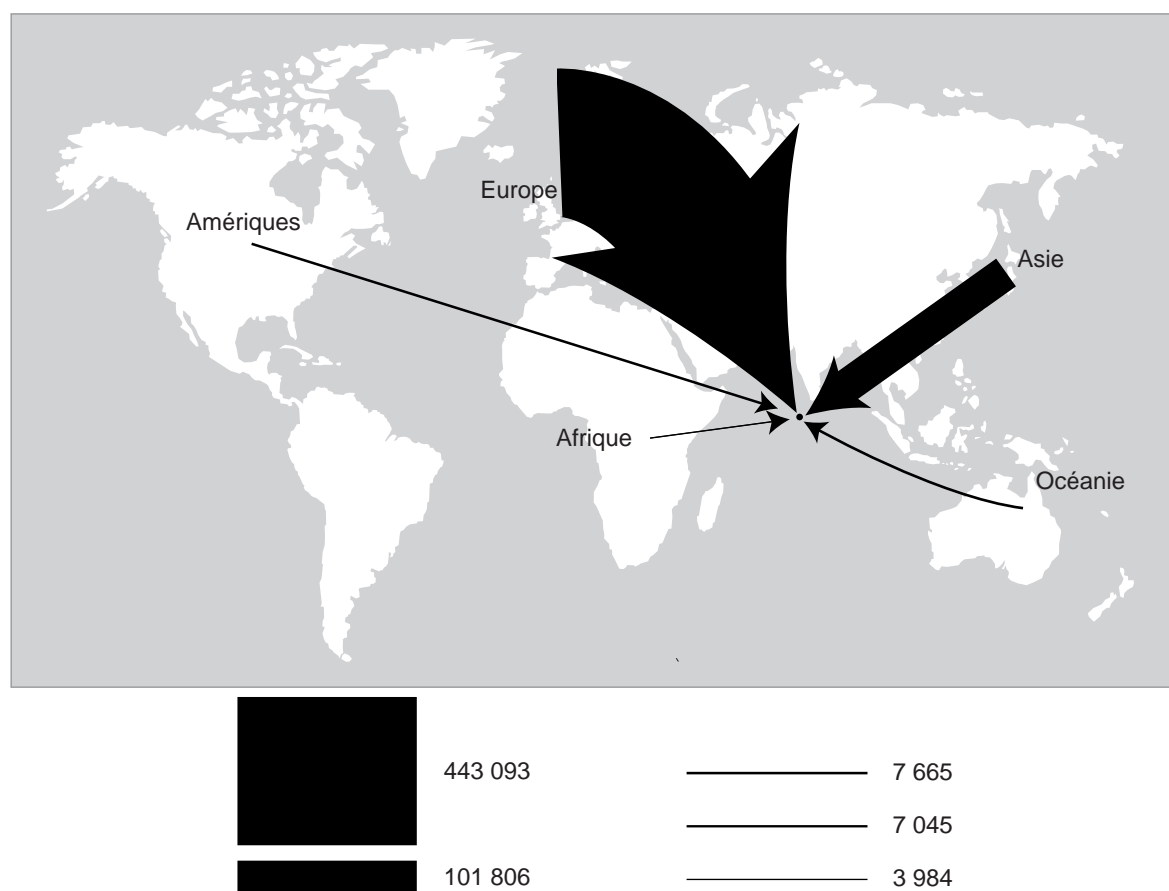 Europe
Amériques
Asie
Afrique
Océanie
443 093
7 665
7 045
101 806
3 984